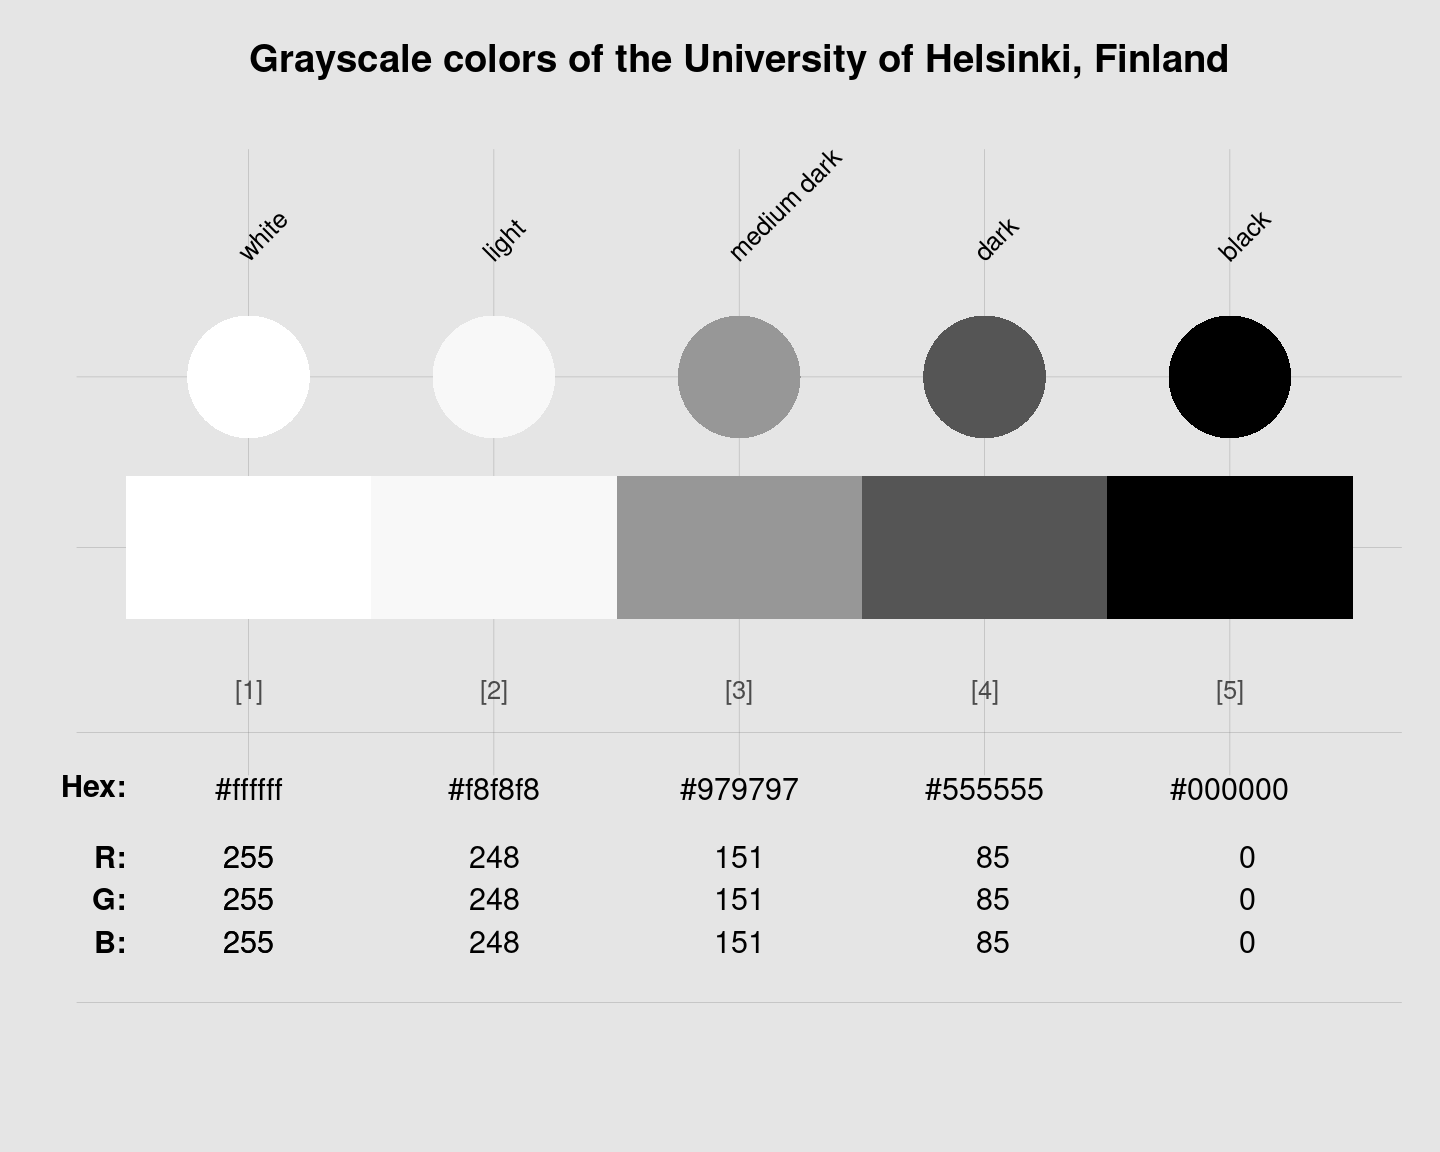 Grayscale colors of the University of Helsinki, Finland
white light medium dark dark black
[1] [2] [3] [4] [5]
Hex: #ffffff #f8f8f8 #979797 #555555 #000000
R: 255 248 151 85 0
G: 255 248 151 85 0
B: 255 248 151 85 0